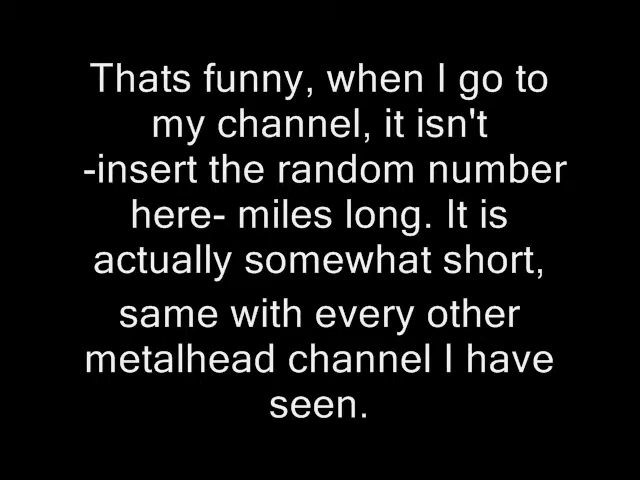 Thats funny, when I go to
my channel, it isn't
-insert the random number
here- miles long. It is
actually somewhat short,
same with every other
metalhead channel I have
seen.